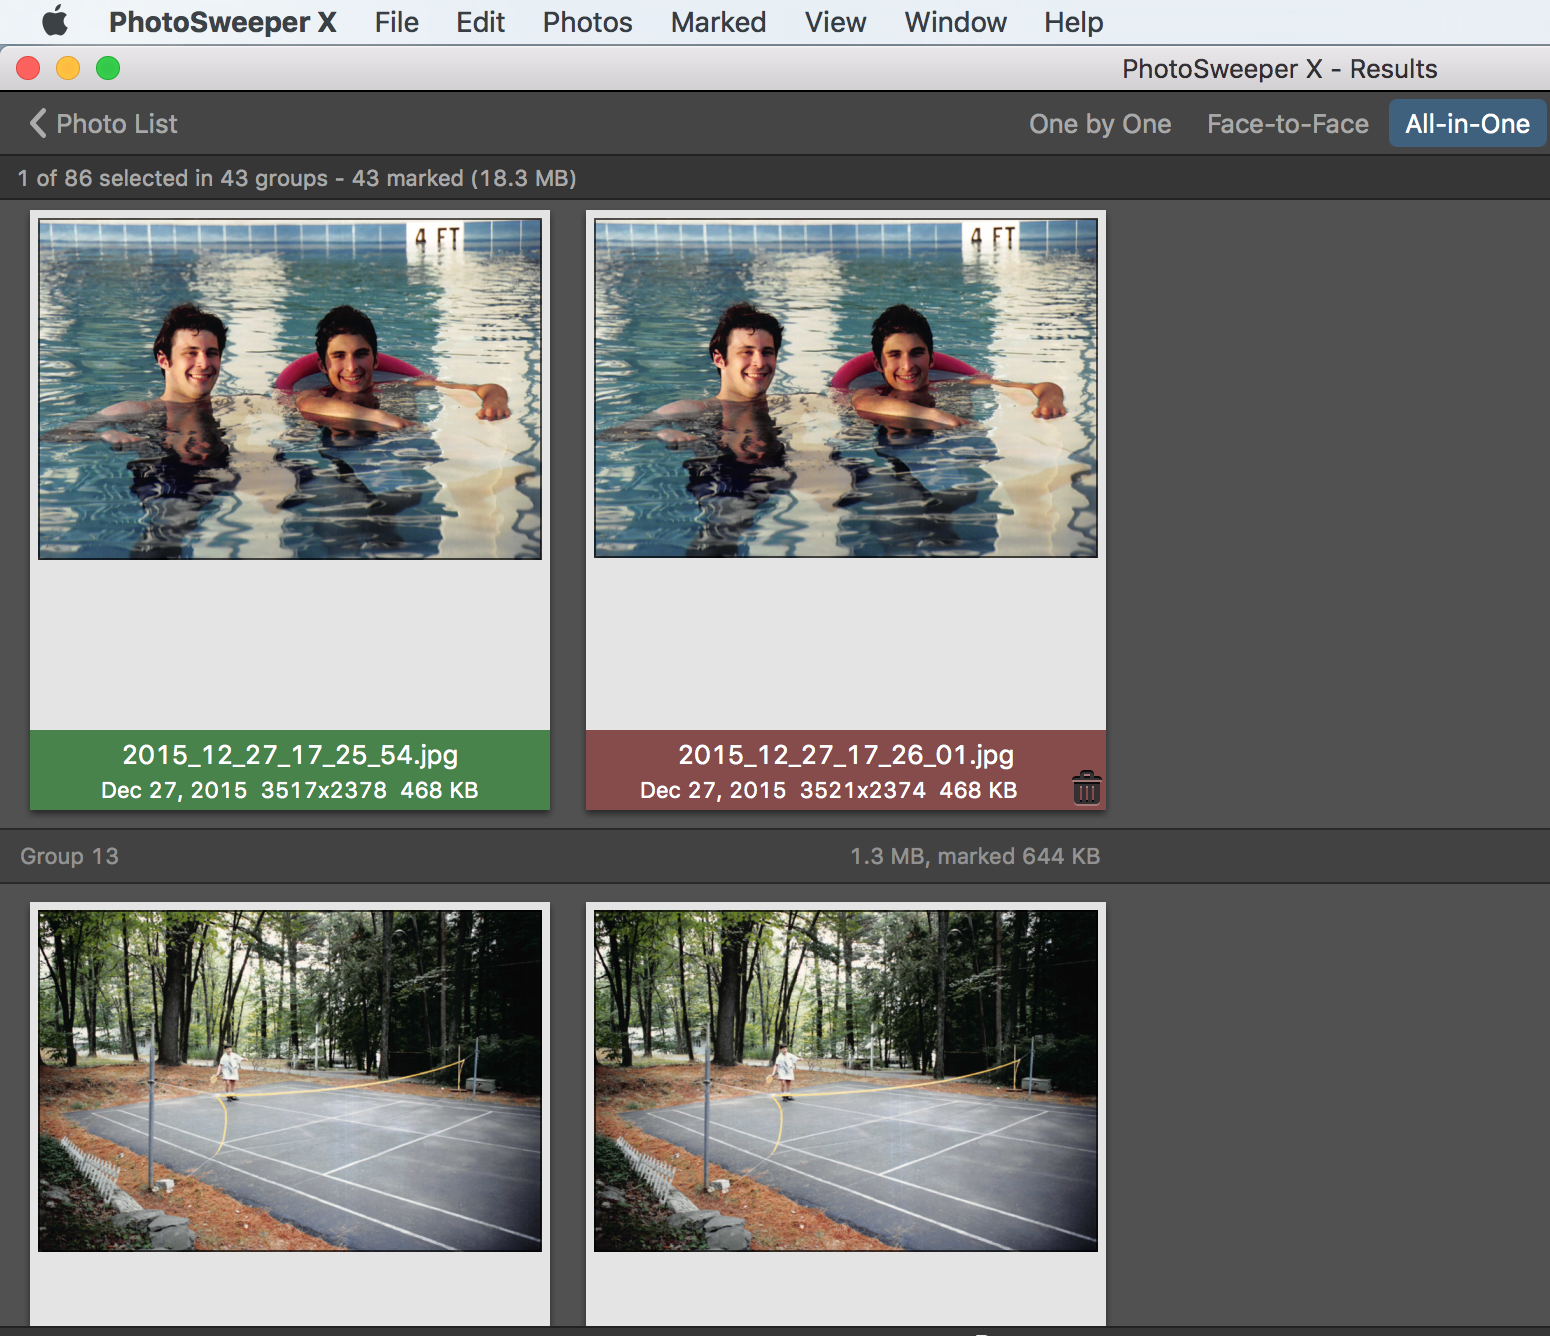 PhotoSweeper X File Edit Photos Marked View Window Help
PhotoSweeper X - Results
Photo List One by One Face-to-Face All-in-One
1 of 86 selected in 43 groups - 43 marked (18.3 MB)
4 FT
4 FT
2015_12_27_17_25_54.jpg
Dec 27, 2015 3517x2378 468 KB
2015_12_27_17_26_01.jpg
Dec 27, 2015 3521x2374 468 KB
Group 13 1.3 MB, marked 644 KB